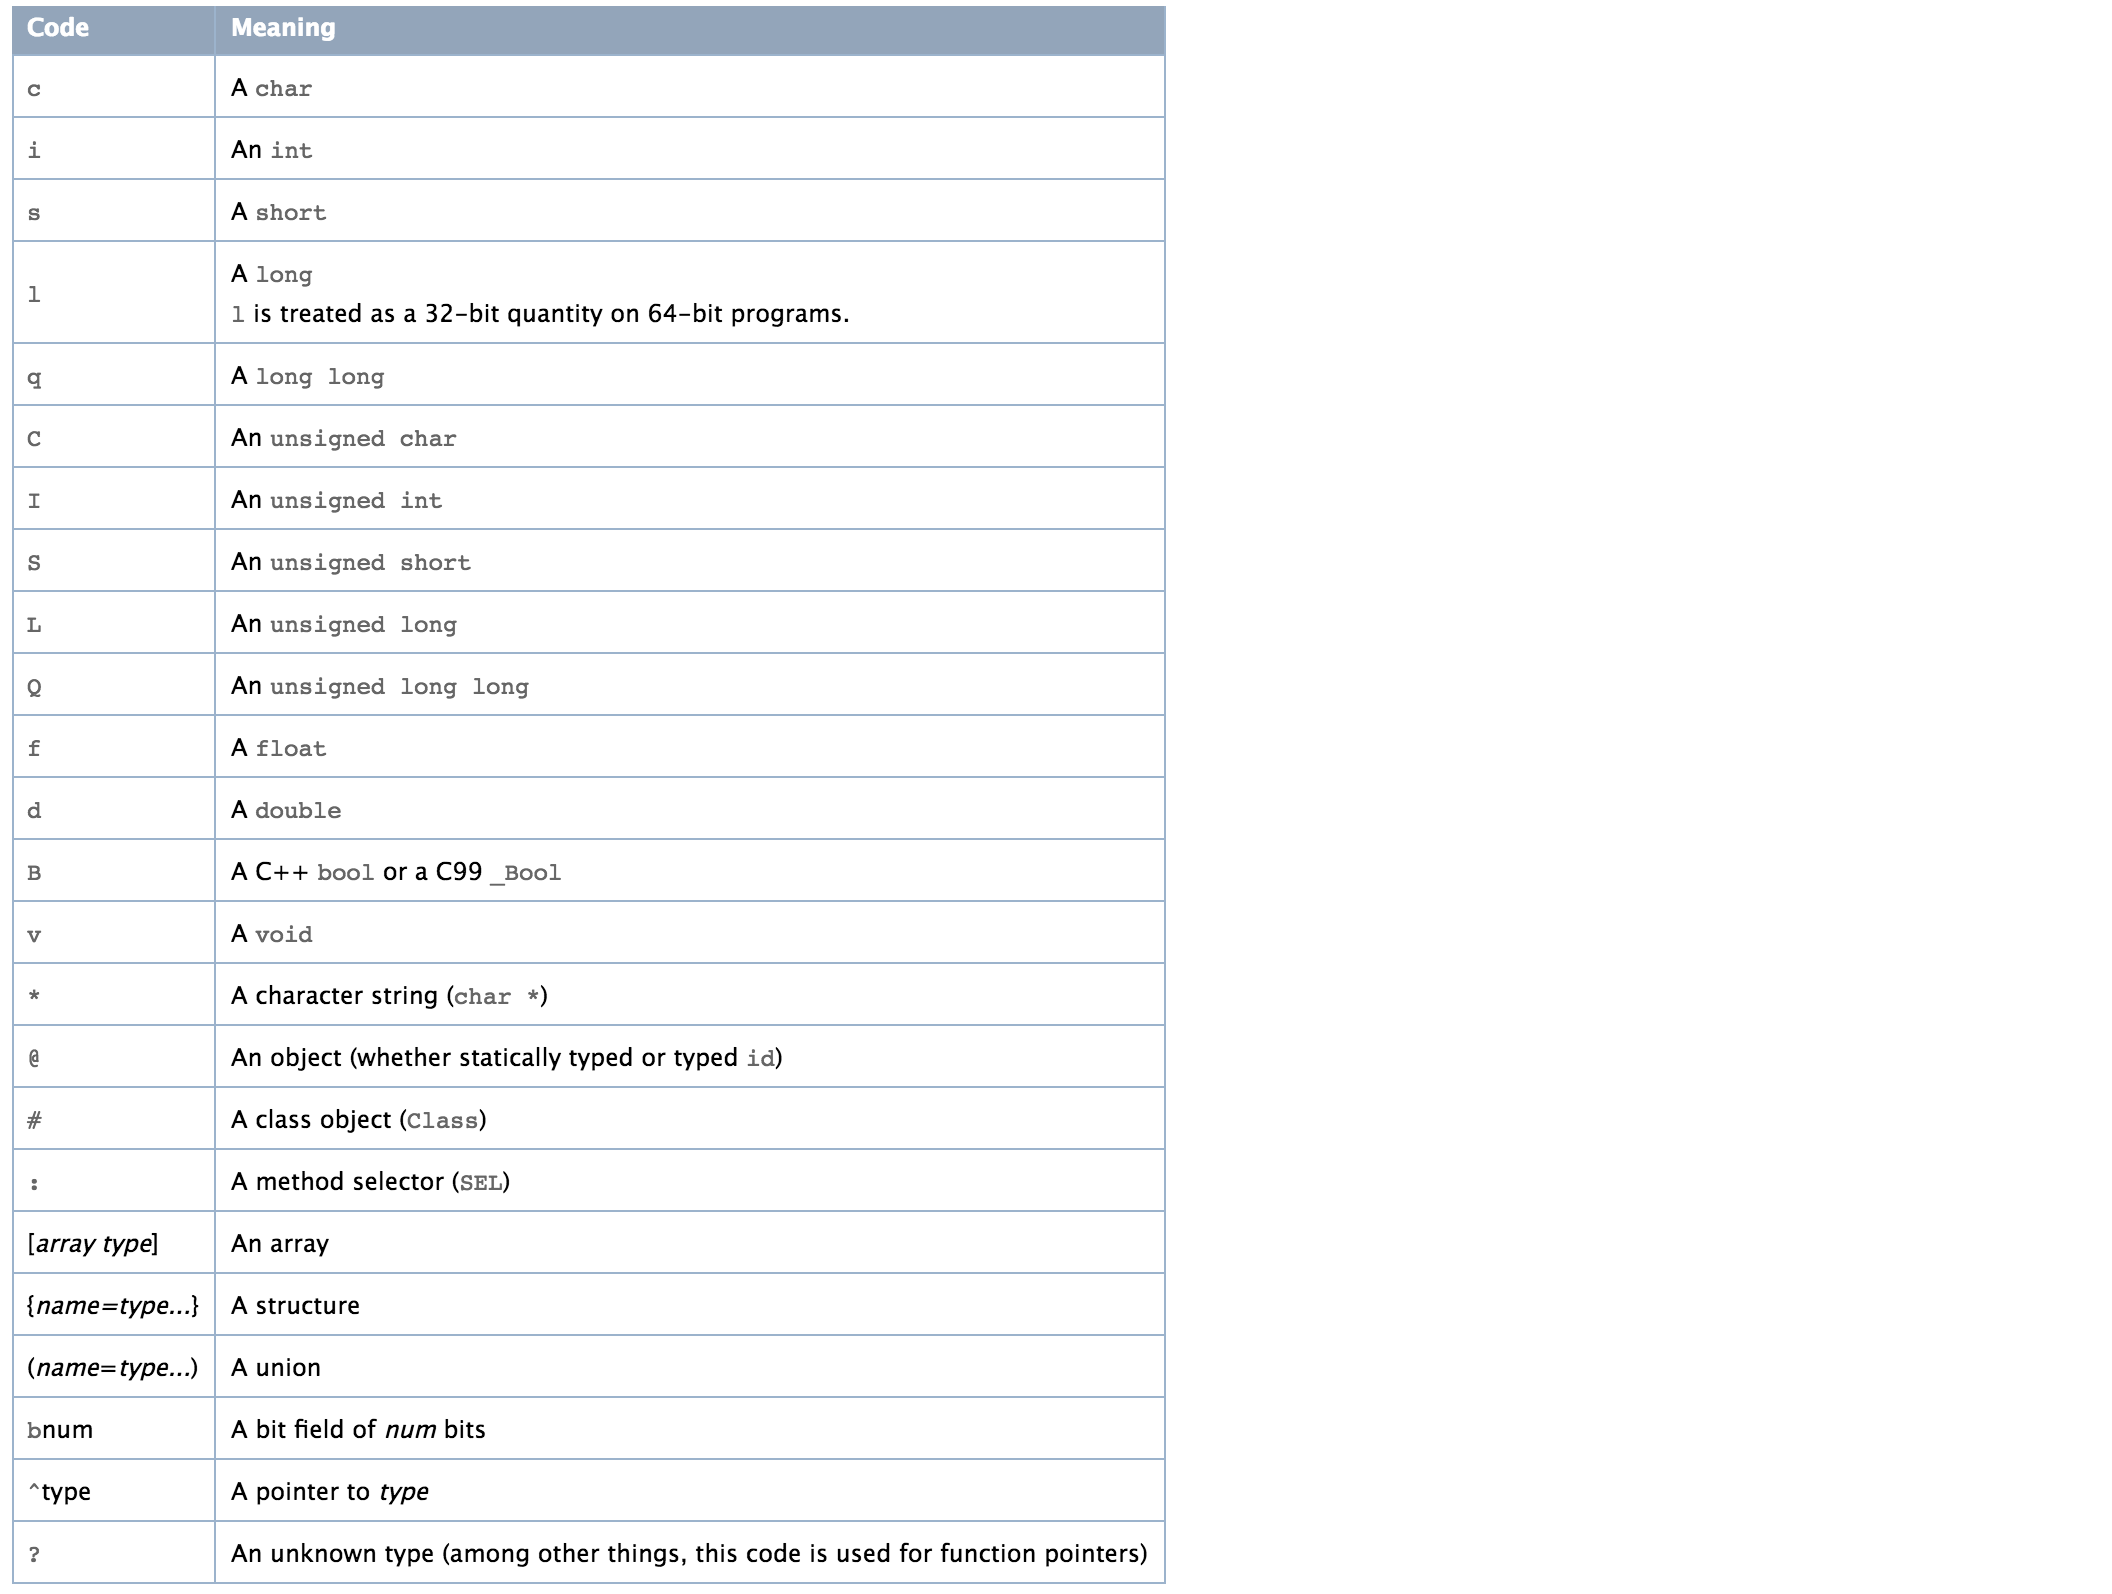 Code Meaning
c A char
i An int
s A short
l A long
l is treated as a 32-bit quantity on 64-bit programs.
q A long long
C An unsigned char
I An unsigned int
S An unsigned short
L An unsigned long
Q An unsigned long long
f A float
d A double
B A C++ bool or a C99 _Bool
v A void
* A character string (char *)
@ An object (whether statically typed or typed id)
# A class object (Class)
: A method selector (SEL)
[array type] An array
{name=type...} A structure
(name=type...) A union
bnum A bit field of num bits
^type A pointer to type
? An unknown type (among other things, this code is used for function pointers)